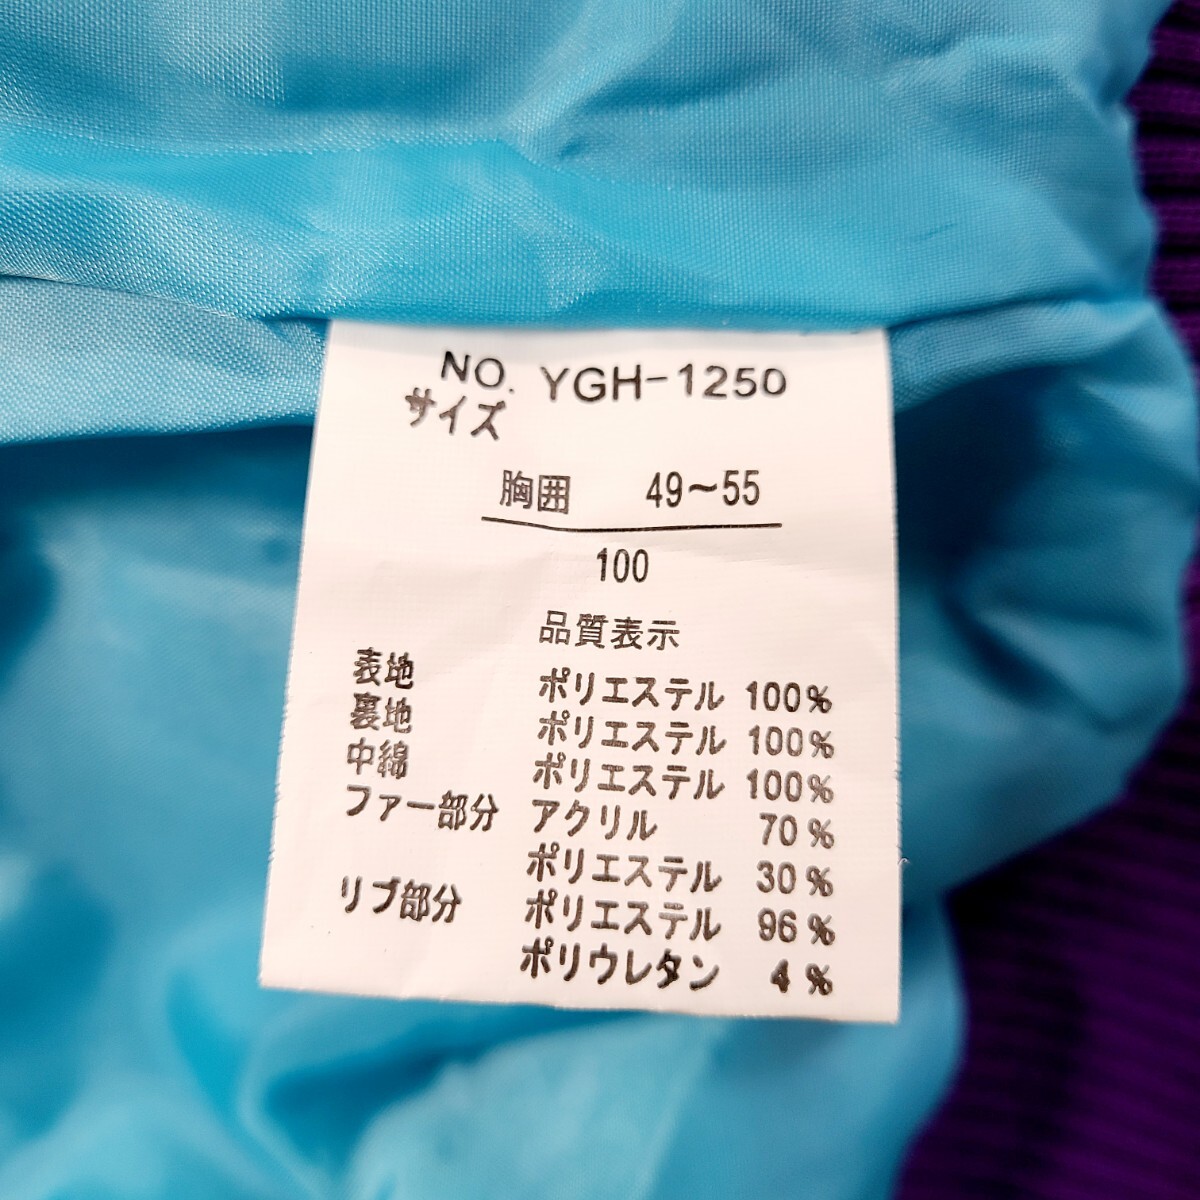 NO. YGH-1250
サイズ
胸囲 49～55
100
品質表示
表地 ポリエステル 100%
裏地 ポリエステル 100%
中綿 ポリエステル 100%
ファー部分 アクリル 70%
ポリエステル 30%
リブ部分 ポリエステル 96%
ポリウレタン 4%